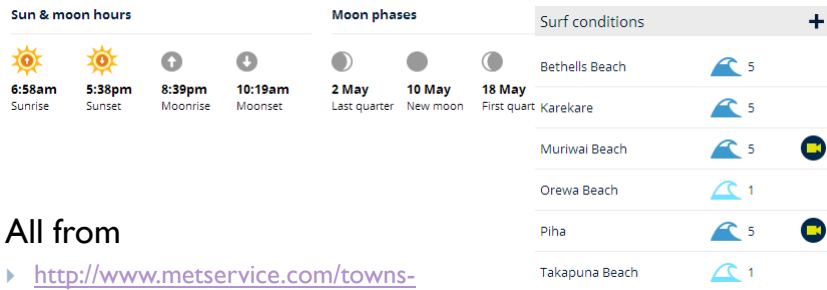 Sun & moon hours
6:58am 5:38pm 8:39pm 10:19am
Sunrise Sunset Moonrise Moonset
Moon phases
2 May 10 May 18 May
Last quarter New moon First quart
Surf conditions
Bethells Beach 5
Karekare 5
Muriwai Beach 5
Orewa Beach 1
Piha 5
Takapuna Beach 1
All from
http://www.metservice.com/towns-